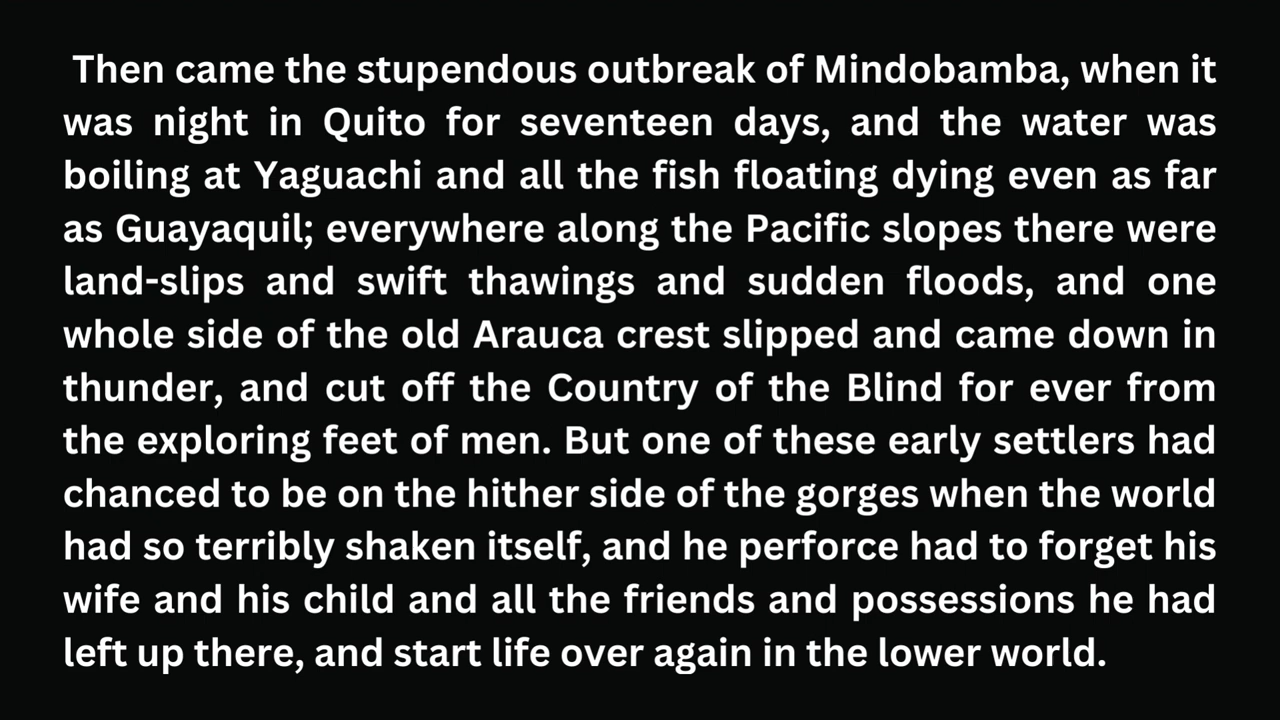 Then came the stupendous outbreak of Mindobamba, when it
was night in Quito for seventeen days, and the water was
boiling at Yaguachi and all the fish floating dying even as far
as Guayaquil; everywhere along the Pacific slopes there were
land-slips and swift thawings and sudden floods, and one
whole side of the old Arauca crest slipped and came down in
thunder, and cut off the Country of the Blind for ever from
the exploring feet of men. But one of these early settlers had
chanced to be on the hither side of the gorges when the world
had so terribly shaken itself, and he perforce had to forget his
wife and his child and all the friends and possessions he had
left up there, and start life over again in the lower world.